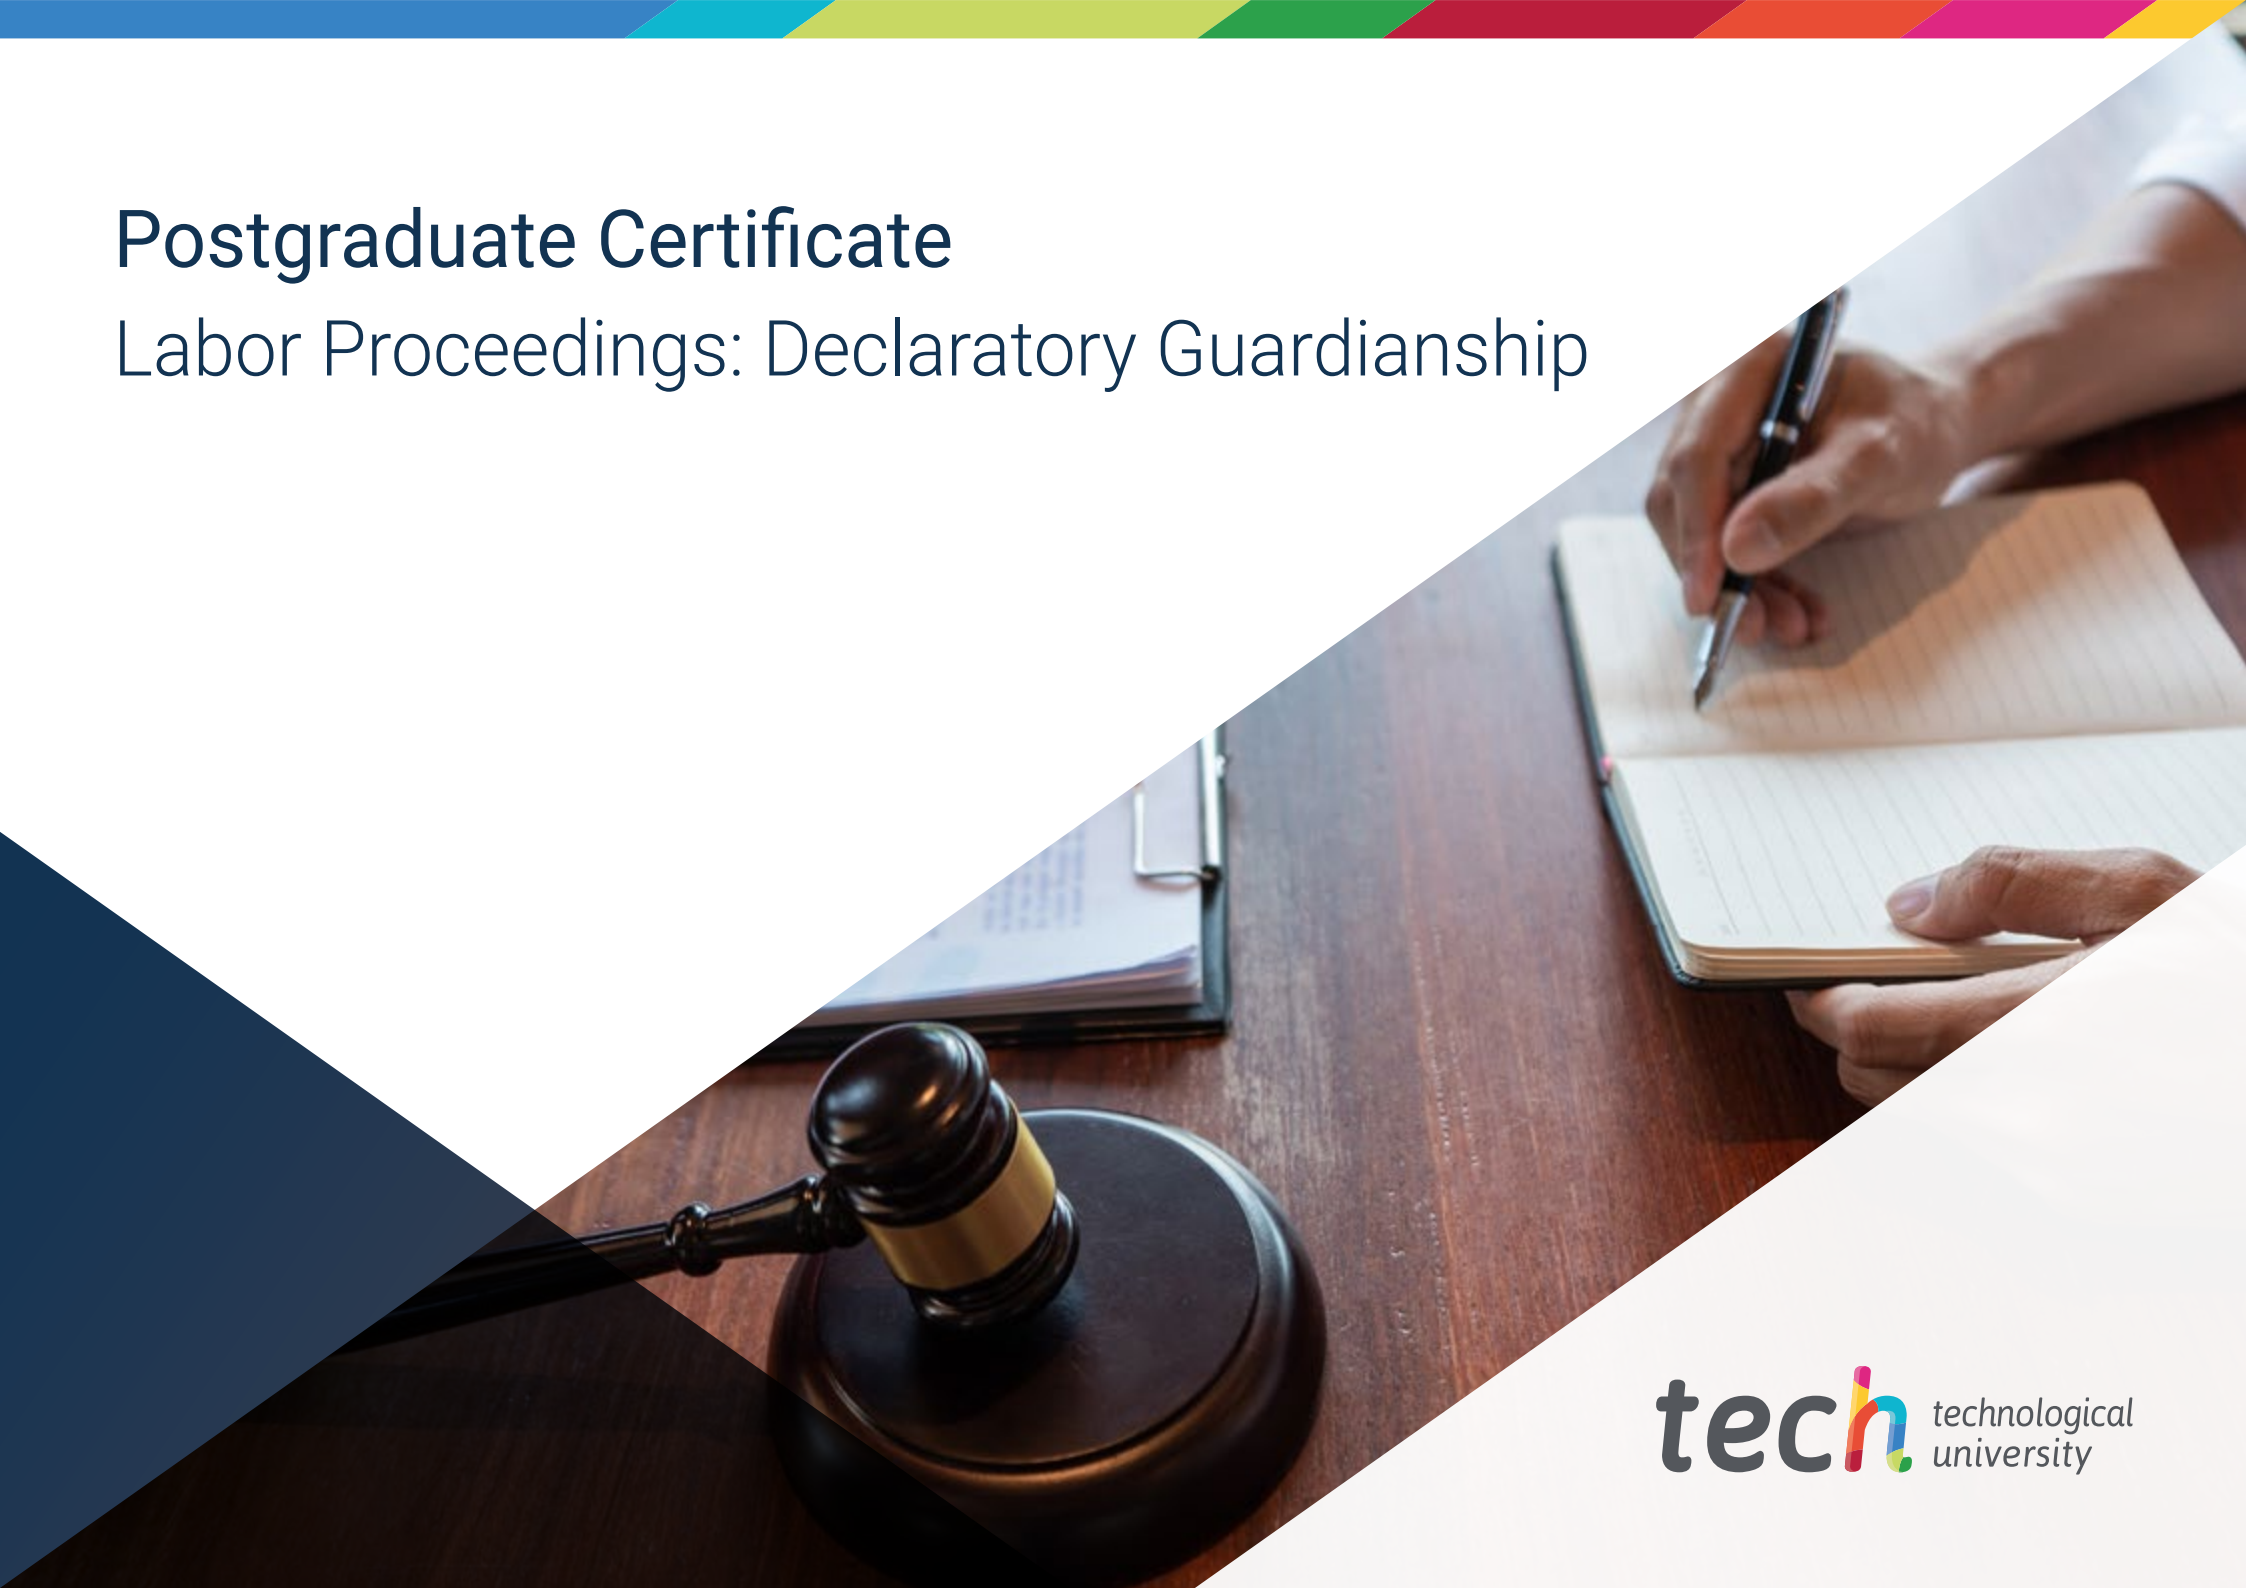 Postgraduate Certificate
Labor Proceedings: Declaratory Guardianship
tech technological
university